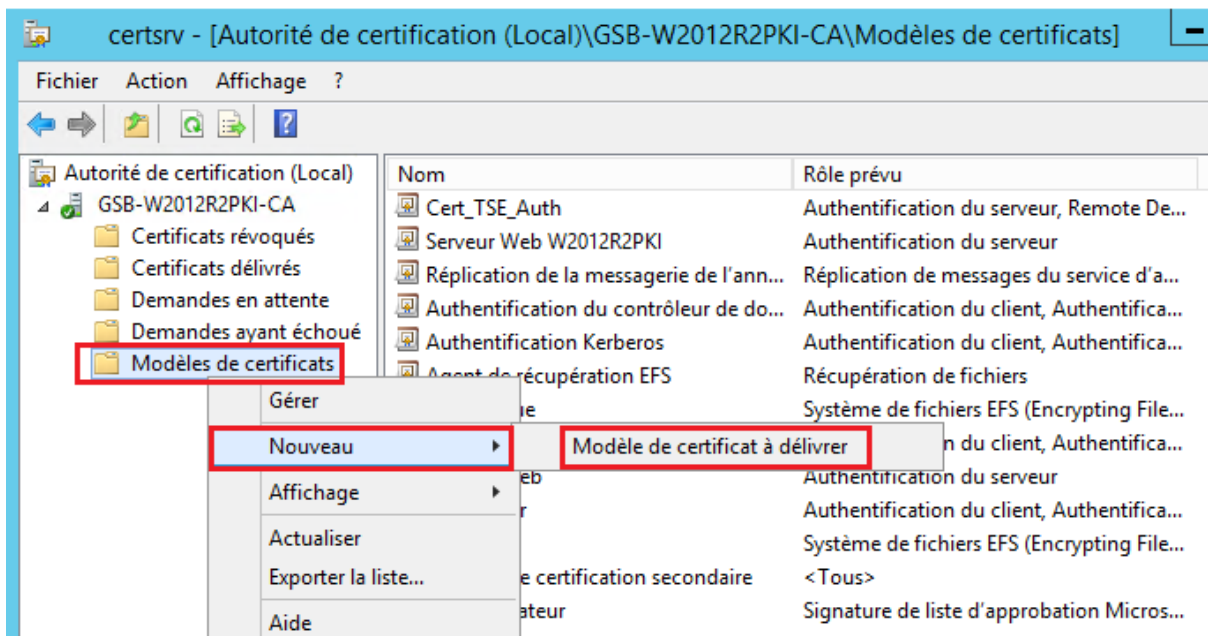 certsrv - [Autorité de certification (Local)\GSB-W2012R2PKI-CA\Modèles de certificats]
Fichier Action Affichage ?
Autorité de certification (Local)
GSB-W2012R2PKI-CA
Certificats révoqués
Certificats délivrés
Demandes en attente
Demandes ayant échoué
Modèles de certificats
Gérer
Nouveau
Modèle de certificat à délivrer
Affichage
Actualiser
Exporter la liste...
Aide
Nom Rôle prévu
Cert_TSE_Auth Authentification du serveur, Remote De...
Serveur Web W2012R2PKI Authentification du serveur
Réplication de la messagerie de l'ann... Réplication de messages du service d'a...
Authentification du contrôleur de do... Authentification du client, Authentifica...
Authentification Kerberos Authentification du client, Authentifica...
Agent de récupération EFS Récupération de fichiers
Système de fichiers EFS (Encrypting File...
n du client, Authentifica...
eb Authentification du serveur
r Authentification du client, Authentifica...
Système de fichiers EFS (Encrypting File...
e certification secondaire <Tous>
ateur Signature de liste d'approbation Micros...